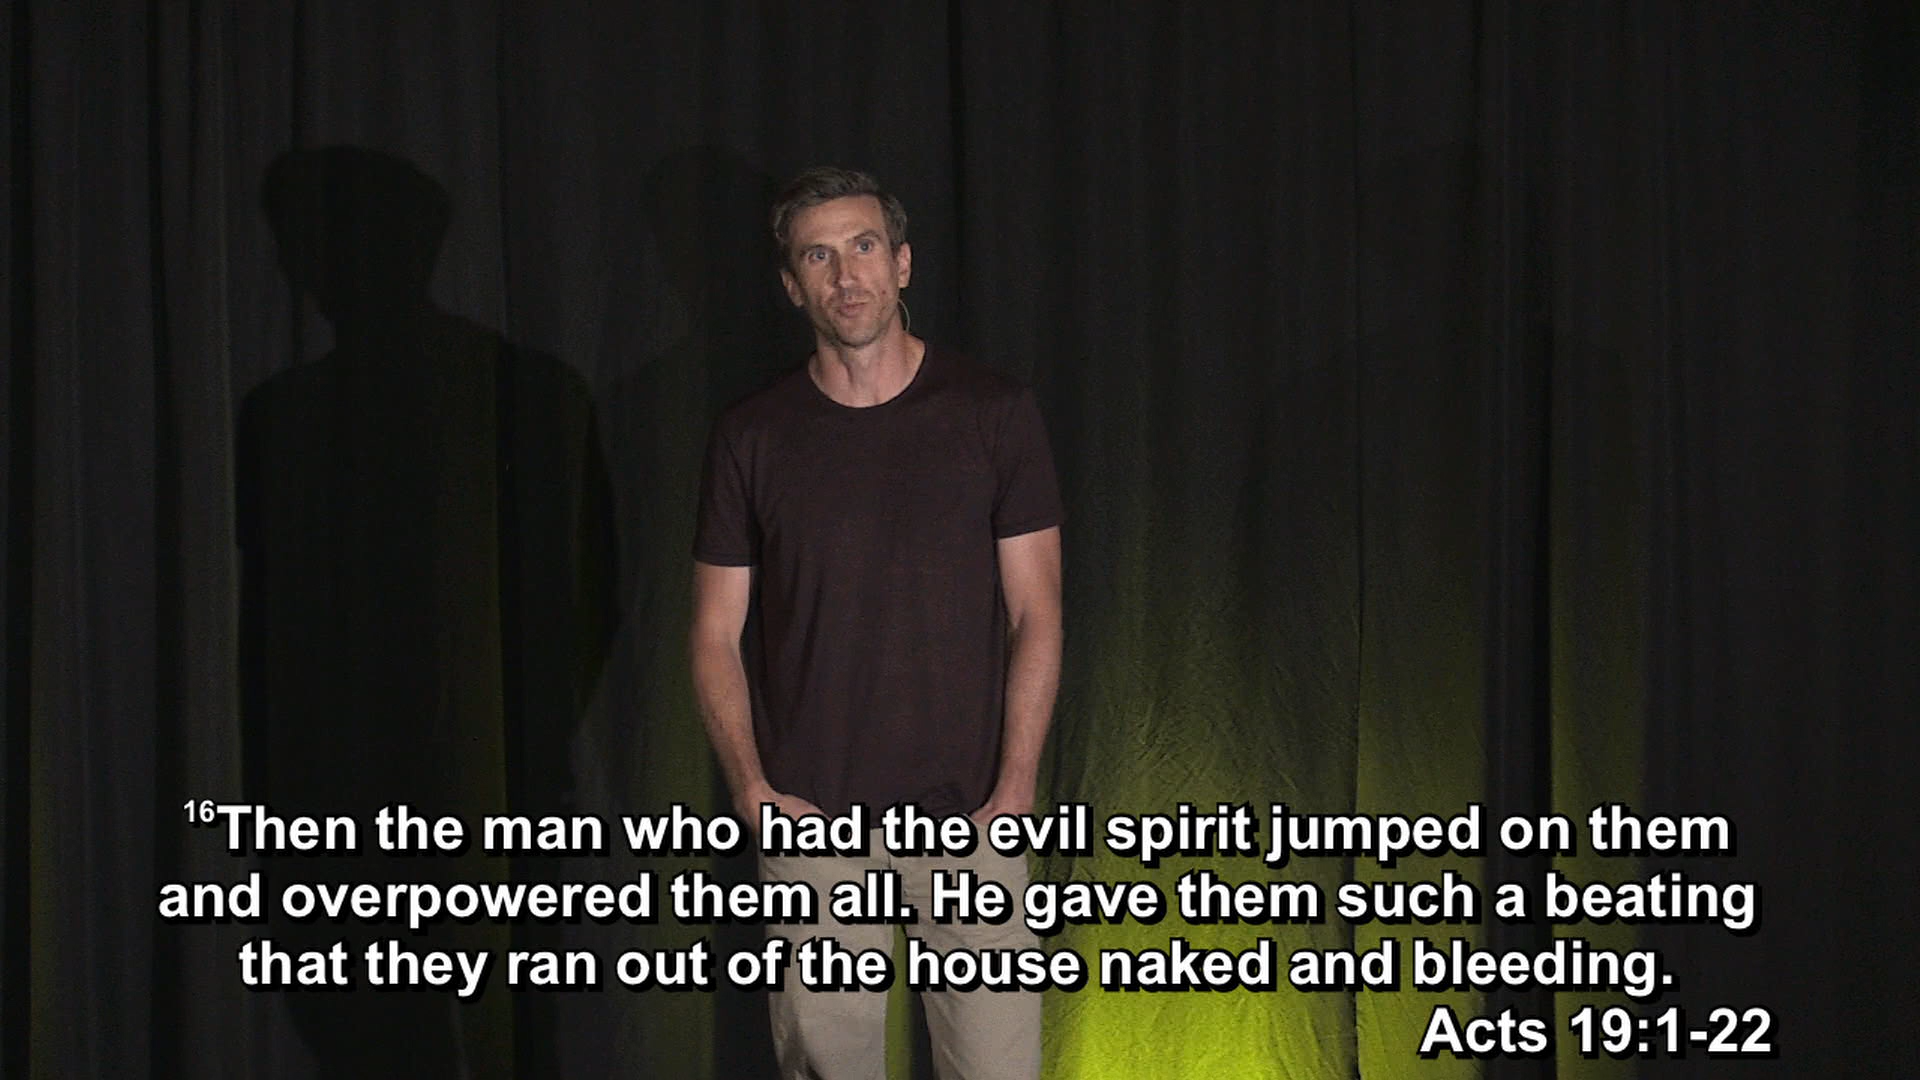 16Then the man who had the evil spirit jumped on them
and overpowered them all. He gave them such a beating
that they ran out of the house naked and bleeding.
Acts 19:1-22